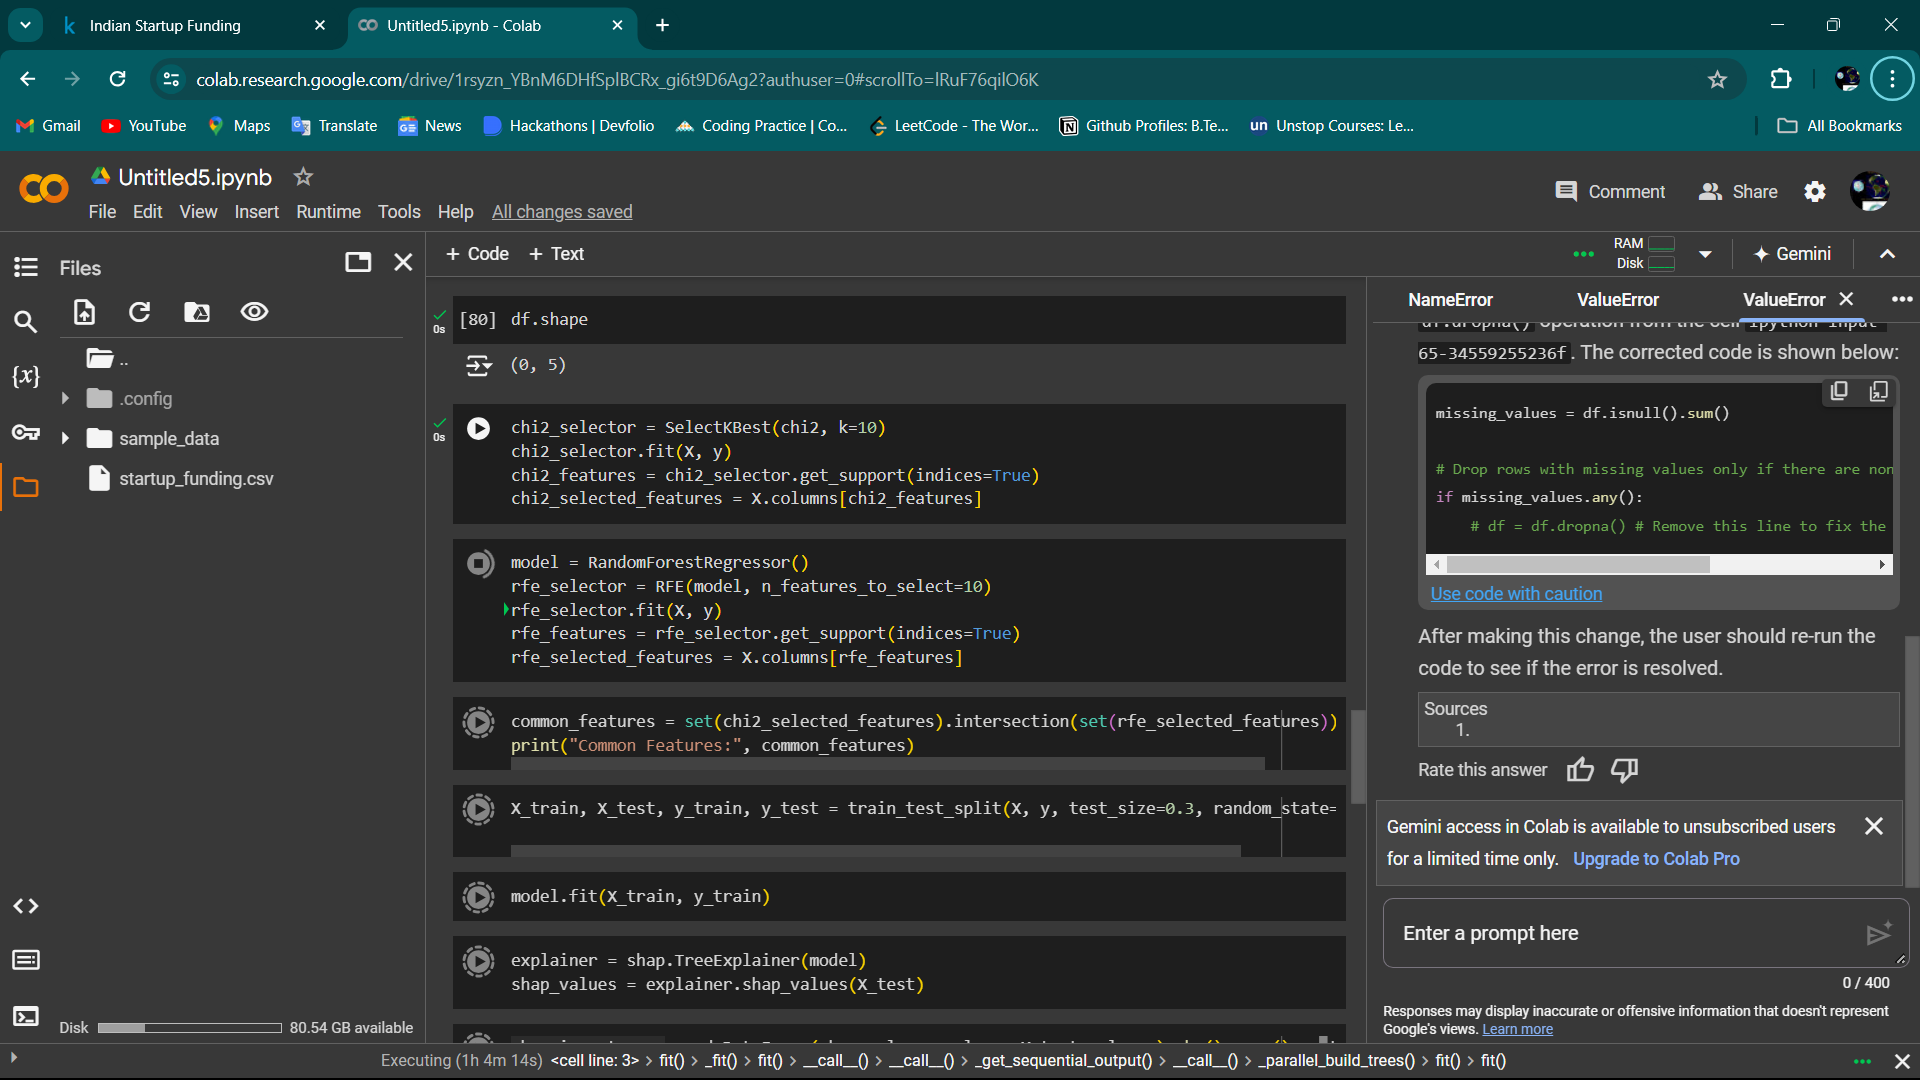 Indian Startup Funding
Untitled5.ipynb - Colab
colab.research.google.com/drive/1rsyzn_YBnM6DHfSplBCRx_gi6t9D6Ag2?authuser=0#scrollTo=lRuF76qilO6K
Gmail YouTube Maps Translate News Hackathons | Devfolio Coding Practice | Co... LeetCode - The Wor... Github Profiles: B.Te... un Unstop Courses: Le... All Bookmarks
Untitled5.ipynb
Comment Share
File Edit View Insert Runtime Tools Help All changes saved
Files
+ Code + Text
RAM
Disk
Gemini
..
.config
sample_data
startup_funding.csv
{x}
Disk 80.54 GB available
0s
[80] df.shape
(0, 5)
0s
chi2_selector = SelectKBest(chi2, k=10)
chi2_selector.fit(X, y)
chi2_features = chi2_selector.get_support(indices=True)
chi2_selected_features = X.columns[chi2_features]
model = RandomForestRegressor()
rfe_selector = RFE(model, n_features_to_select=10)
rfe_selector.fit(X, y)
rfe_features = rfe_selector.get_support(indices=True)
rfe_selected_features = X.columns[rfe_features]
common_features = set(chi2_selected_features).intersection(set(rfe_selected_features))
print("Common Features:", common_features)
X_train, X_test, y_train, y_test = train_test_split(X, y, test_size=0.3, random_state=
model.fit(X_train, y_train)
explainer = shap.TreeExplainer(model)
shap_values = explainer.shap_values(X_test)
NameError ValueError ValueError
df.dropna() operation from the cell ipython-input-
65-34559255236f . The corrected code is shown below:
missing_values = df.isnull().sum()
# Drop rows with missing values only if there are non
if missing_values.any():
# df = df.dropna() # Remove this line to fix the
Use code with caution
After making this change, the user should re-run the
code to see if the error is resolved.
Sources
1.
Rate this answer
Gemini access in Colab is available to unsubscribed users
for a limited time only. Upgrade to Colab Pro
Enter a prompt here
0 / 400
Responses may display inaccurate or offensive information that doesn't represent
Google's views. Learn more
Executing (1h 4m 14s) <cell line: 3> > fit() > _fit() > fit() > __call__() > __call__() > _get_sequential_output() > __call__() > _parallel_build_trees() > fit() > fit()